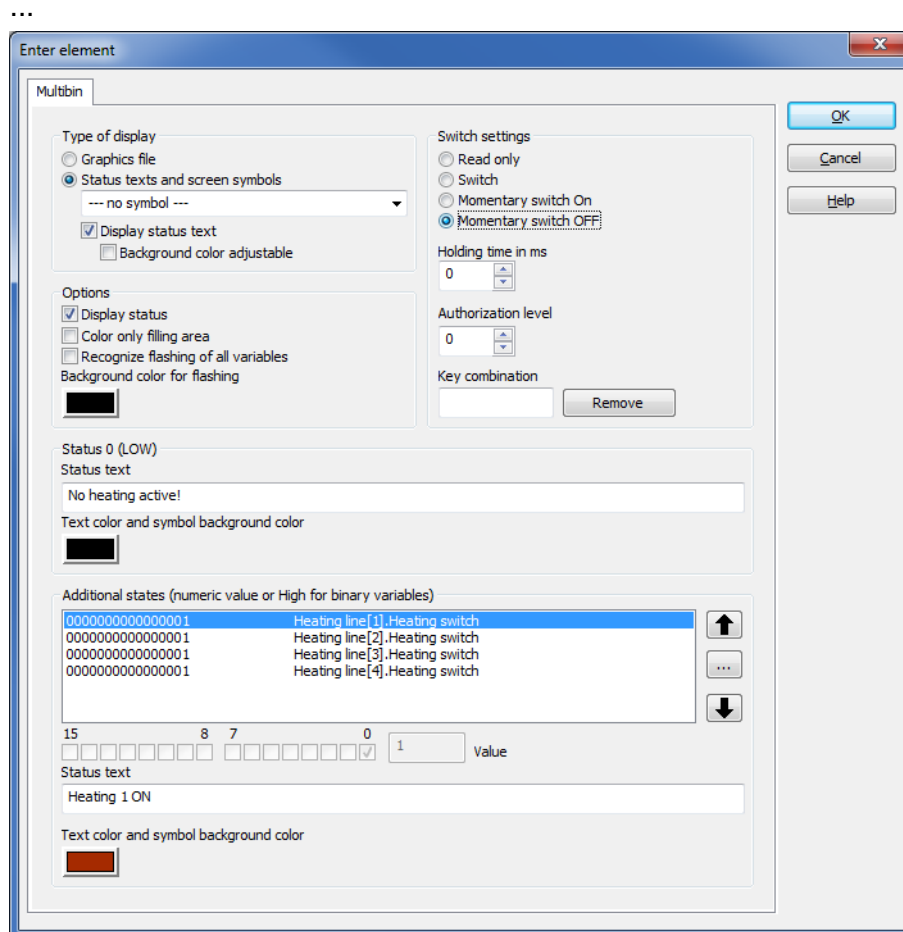 ...
Enter element
Multibin
Type of display
Graphics file
Status texts and screen symbols
--- no symbol ---
Display status text
Background color adjustable
Options
Display status
Color only filling area
Recognize flashing of all variables
Background color for flashing
Switch settings
Read only
Switch
Momentary switch On
Momentary switch OFF
Holding time in ms
0
Authorization level
0
Key combination
Remove
OK
Cancel
Help
Status 0 (LOW)
Status text
No heating active!
Text color and symbol background color
Additional states (numeric value or High for binary variables)
0000000000000001 Heating line[1].Heating switch
0000000000000001 Heating line[2].Heating switch
0000000000000001 Heating line[3].Heating switch
0000000000000001 Heating line[4].Heating switch
...
15 8 7 0
1 Value
Status text
Heating 1 ON
Text color and symbol background color